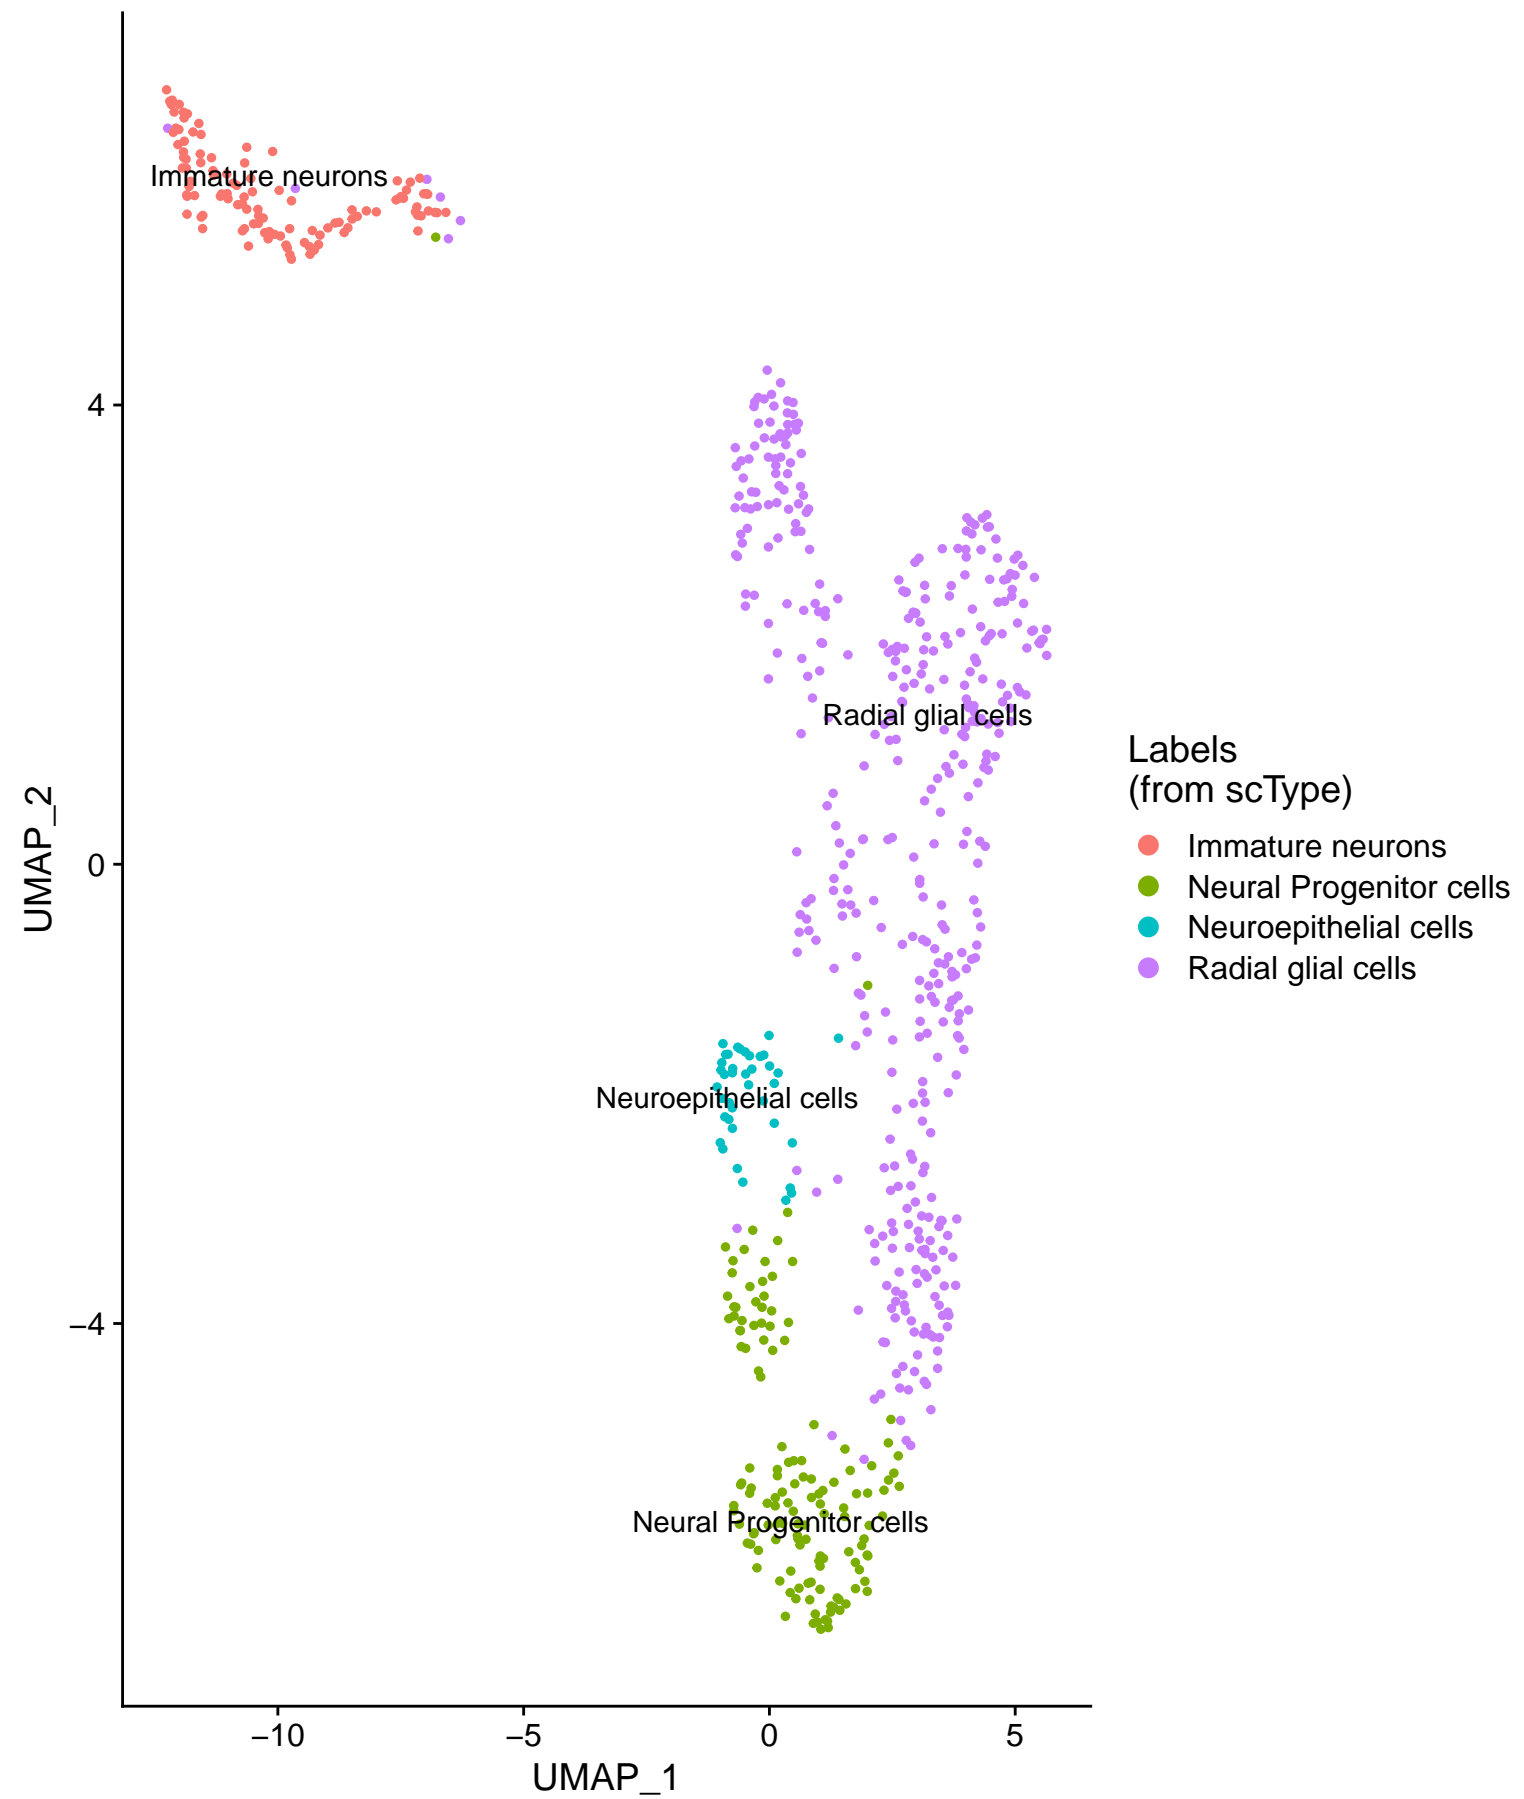 Immature neurons
4
Radial glial cells
Labels
(from scType)
Immature neurons
Neural Progenitor cells
Neuroepithelial cells
Radial glial cells
UMAP_2
0
Neuroepithelial cells
−4
Neural Progenitor cells
−10
−5
0
5
UMAP_1